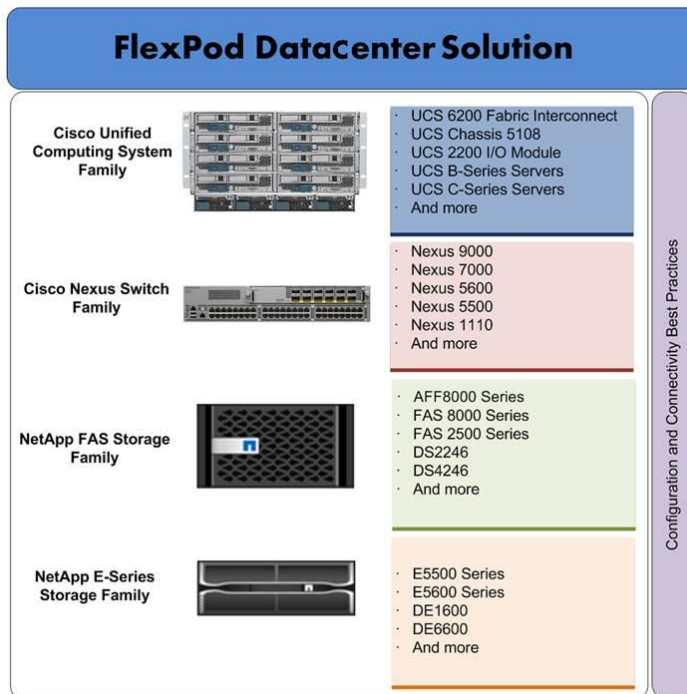 FlexPod Datacenter Solution
Cisco Unified
Computing System
Family
· UCS 6200 Fabric Interconnect
· UCS Chassis 5108
· UCS 2200 I/O Module
· UCS B-Series Servers
· UCS C-Series Servers
· And more
Cisco Nexus Switch
Family
· Nexus 9000
· Nexus 7000
· Nexus 5600
· Nexus 5500
· Nexus 1110
· And more
NetApp FAS Storage
Family
· AFF8000 Series
· FAS 8000 Series
· FAS 2500 Series
· DS2246
· DS4246
· And more
NetApp E-Series
Storage Family
· E5500 Series
· E5600 Series
· DE1600
· DE6600
· And more
Configuration and Connectivity Best Practices